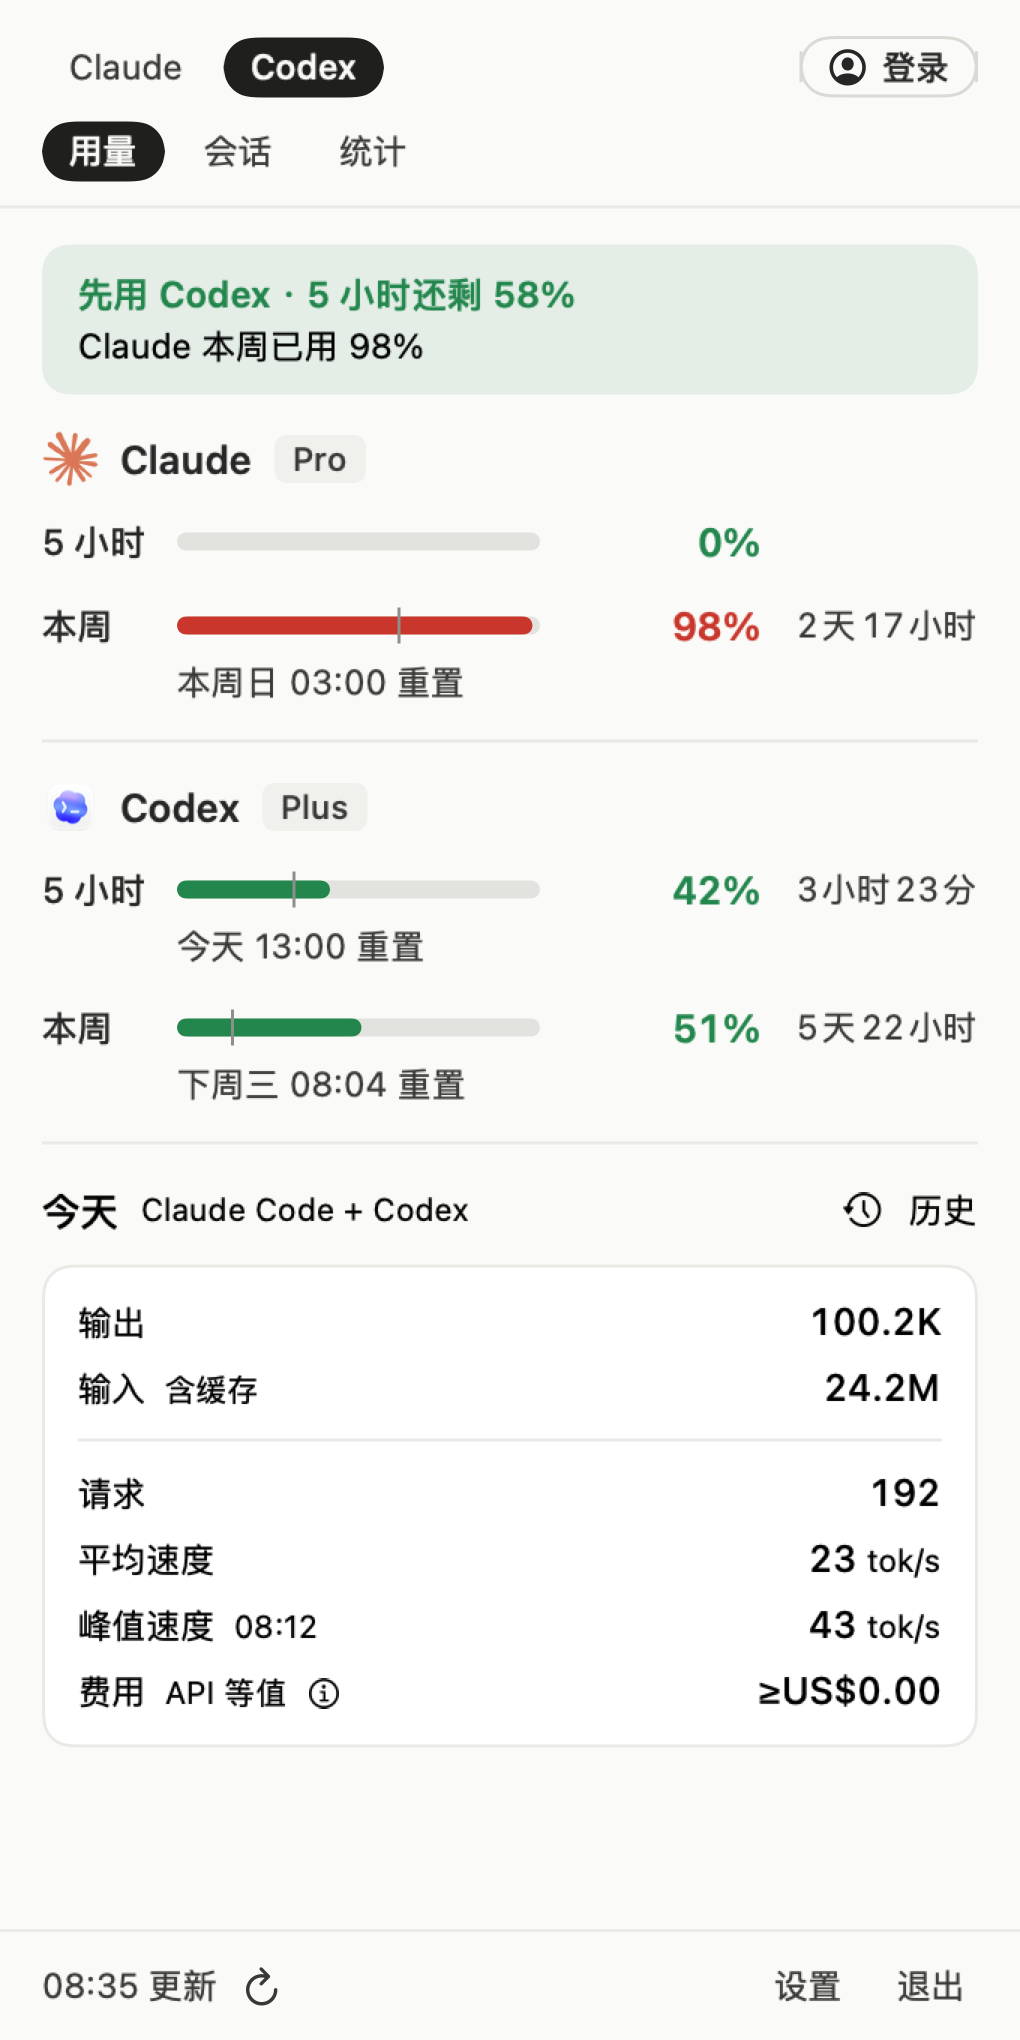 Claude Codex 登录
用量 会话 统计
先用 Codex · 5 小时还剩 58%
Claude 本周已用 98%
Claude Pro
5 小时 0%
本周 98% 2天17小时
本周日 03:00 重置
Codex Plus
5 小时 42% 3小时23分
今天 13:00 重置
本周 51% 5天22小时
下周三 08:04 重置
今天 Claude Code + Codex 历史
输出 100.2K
输入 含缓存 24.2M
请求 192
平均速度 23 tok/s
峰值速度 08:12 43 tok/s
费用 API 等值 ≥US$0.00
08:35 更新 设置 退出